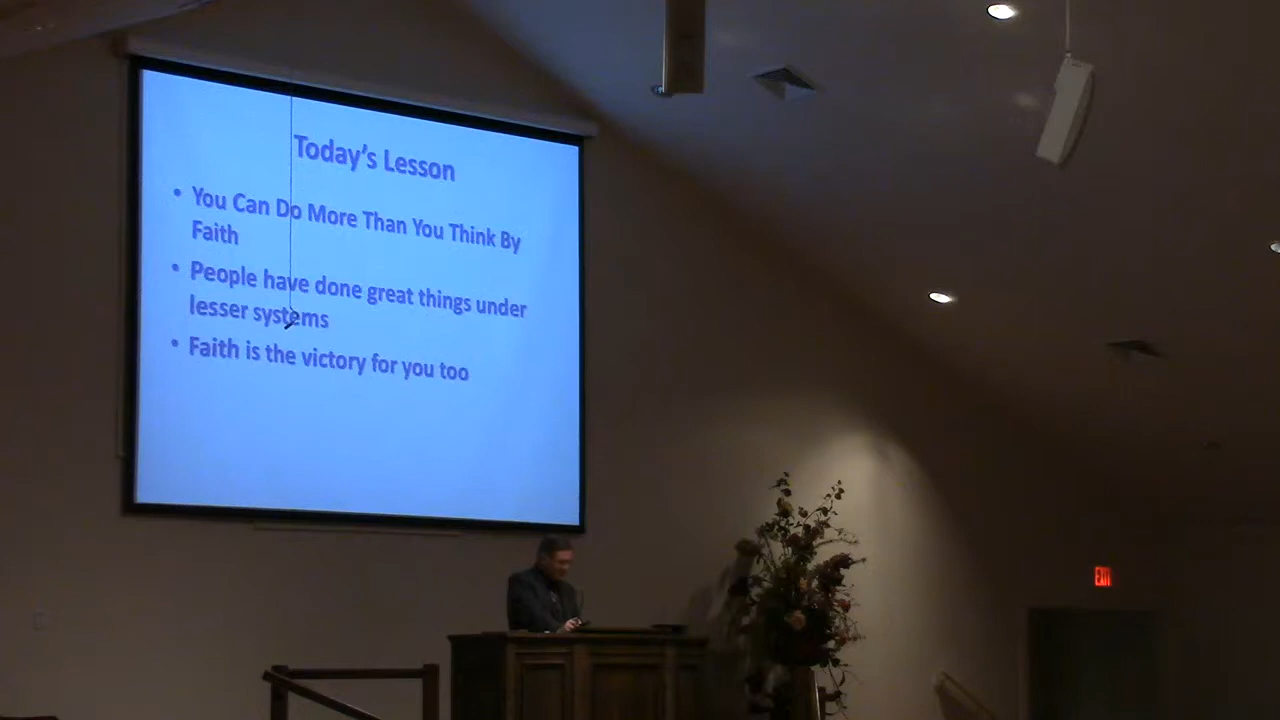 Today's Lesson
• You Can Do More Than You Think By
Faith
• People have done great things under
lesser systems
• Faith is the victory for you too
EXIT